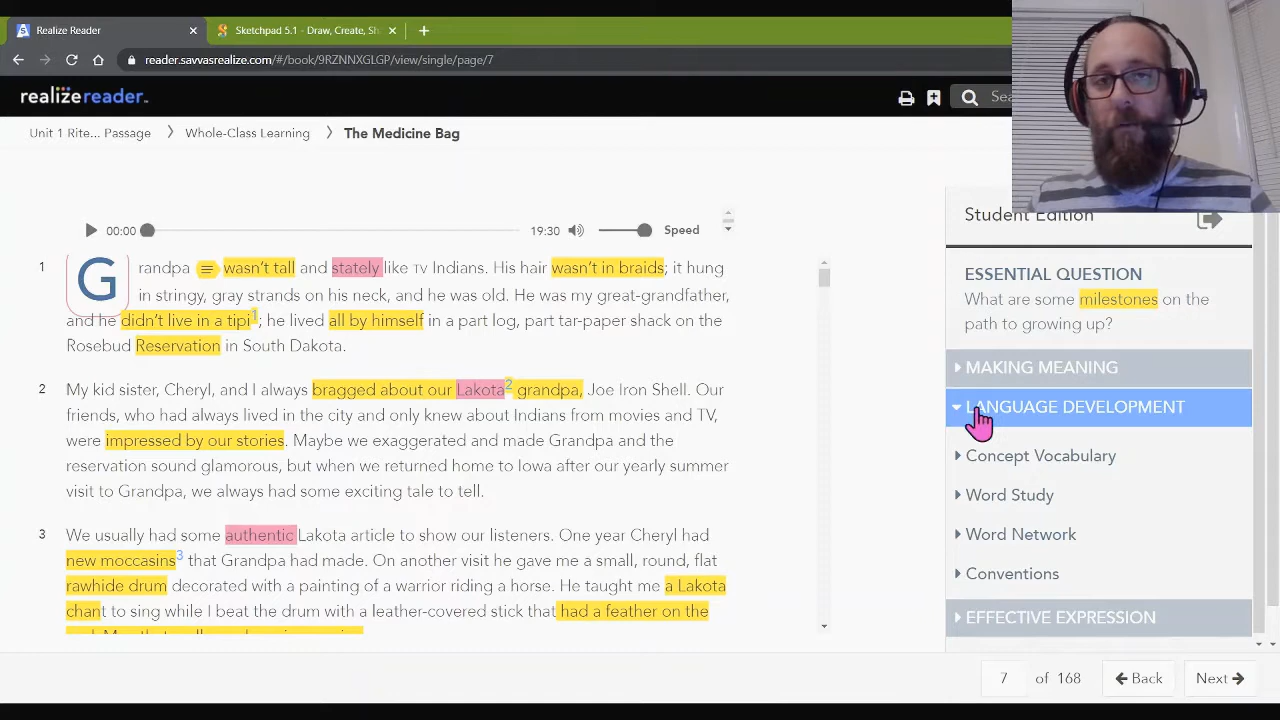 Realize Reader
Sketchpad 5.1 - Draw, Create, Sh
reader.savvasrealize.com/#/book/9RZNNXG1GP/view/single/page/7
realizereader™
Sea
Unit 1 Rite... Passage
Whole-Class Learning
The Medicine Bag
00:00
19:30
Speed
1
Grandpa wasn't tall and stately like TV Indians. His hair wasn't in braids; it hung
in stringy, gray strands on his neck, and he was old. He was my great-grandfather,
and he didn't live in a tipi1; he lived all by himself in a part log, part tar-paper shack on the
Rosebud Reservation in South Dakota.
2
My kid sister, Cheryl, and I always bragged about our Lakota2 grandpa, Joe Iron Shell. Our
friends, who had always lived in the city and only knew about Indians from movies and TV,
were impressed by our stories. Maybe we exaggerated and made Grandpa and the
reservation sound glamorous, but when we returned home to Iowa after our yearly summer
visit to Grandpa, we always had some exciting tale to tell.
3
We usually had some authentic Lakota article to show our listeners. One year Cheryl had
new moccasins3 that Grandpa had made. On another visit he gave me a small, round, flat
rawhide drum decorated with a painting of a warrior riding a horse. He taught me a Lakota
chant to sing while I beat the drum with a leather-covered stick that had a feather on the
Student Edition
ESSENTIAL QUESTION
What are some milestones on the
path to growing up?
MAKING MEANING
LANGUAGE DEVELOPMENT
Concept Vocabulary
Word Study
Word Network
Conventions
EFFECTIVE EXPRESSION
7 of 168
Back
Next